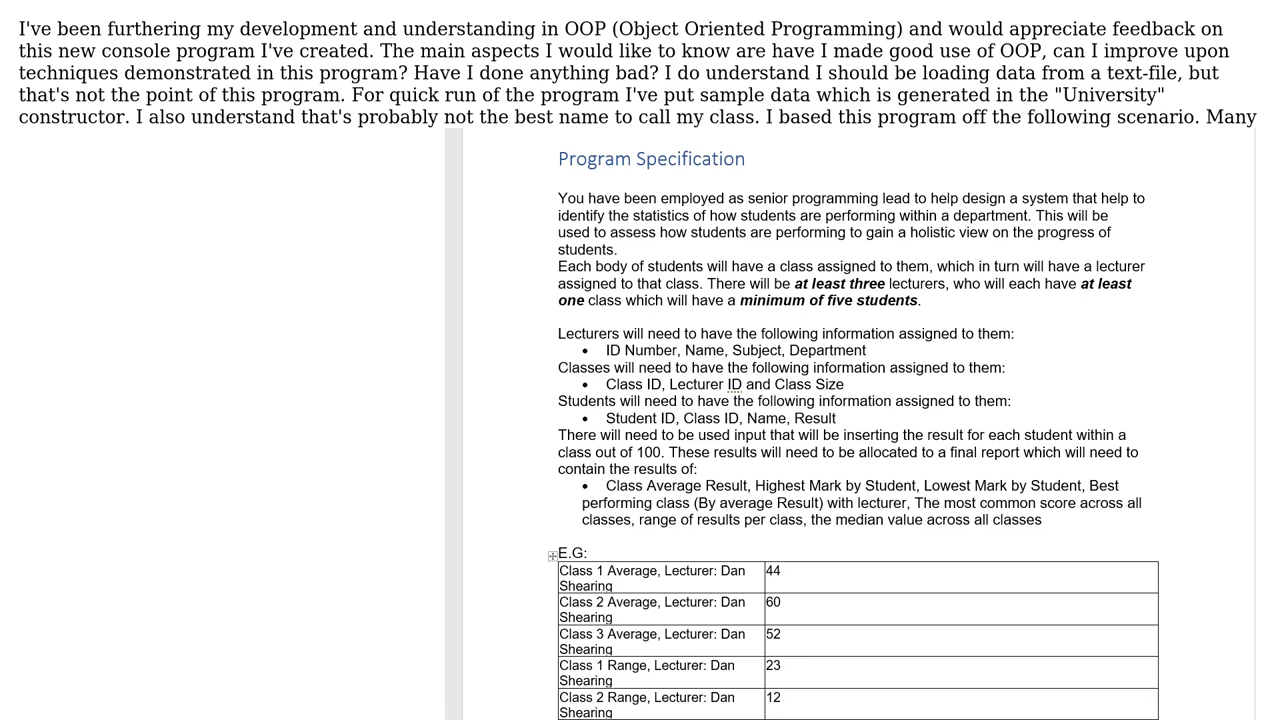 I've been furthering my development and understanding in OOP (Object Oriented Programming) and would appreciate feedback on
this new console program I've created. The main aspects I would like to know are have I made good use of OOP, can I improve upon
techniques demonstrated in this program? Have I done anything bad? I do understand I should be loading data from a text-file, but
that's not the point of this program. For quick run of the program I've put sample data which is generated in the "University"
constructor. I also understand that's probably not the best name to call my class. I based this program off the following scenario. Many
Program Specification
You have been employed as senior programming lead to help design a system that help to
identify the statistics of how students are performing within a department. This will be
used to assess how students are performing to gain a holistic view on the progress of
students.
Each body of students will have a class assigned to them, which in turn will have a lecturer
assigned to that class. There will be at least three lecturers, who will each have at least
one class which will have a minimum of five students.
Lecturers will need to have the following information assigned to them:
• ID Number, Name, Subject, Department
Classes will need to have the following information assigned to them:
• Class ID, Lecturer ID and Class Size
Students will need to have the following information assigned to them:
• Student ID, Class ID, Name, Result
There will need to be used input that will be inserting the result for each student within a
class out of 100. These results will need to be allocated to a final report which will need to
contain the results of:
• Class Average Result, Highest Mark by Student, Lowest Mark by Student, Best
performing class (By average Result) with lecturer, The most common score across all
classes, range of results per class, the median value across all classes
E.G:
Class 1 Average, Lecturer: Dan 44
Shearing
Class 2 Average, Lecturer: Dan 60
Shearing
Class 3 Average, Lecturer: Dan 52
Shearing
Class 1 Range, Lecturer: Dan 23
Shearing
Class 2 Range, Lecturer: Dan 12
Shearing